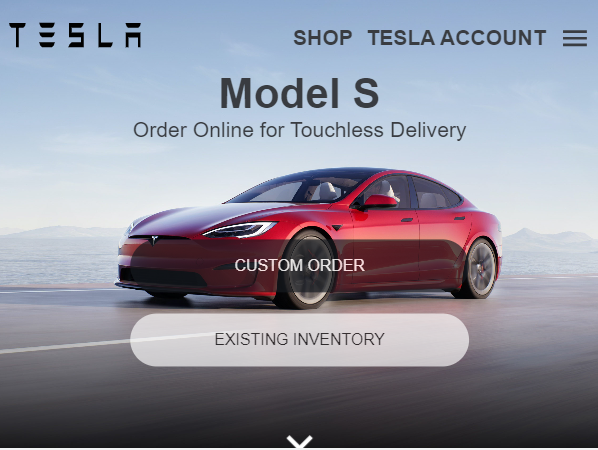 TESLA
SHOP TESLA ACCOUNT
Model S
Order Online for Touchless Delivery
CUSTOM ORDER
EXISTING INVENTORY